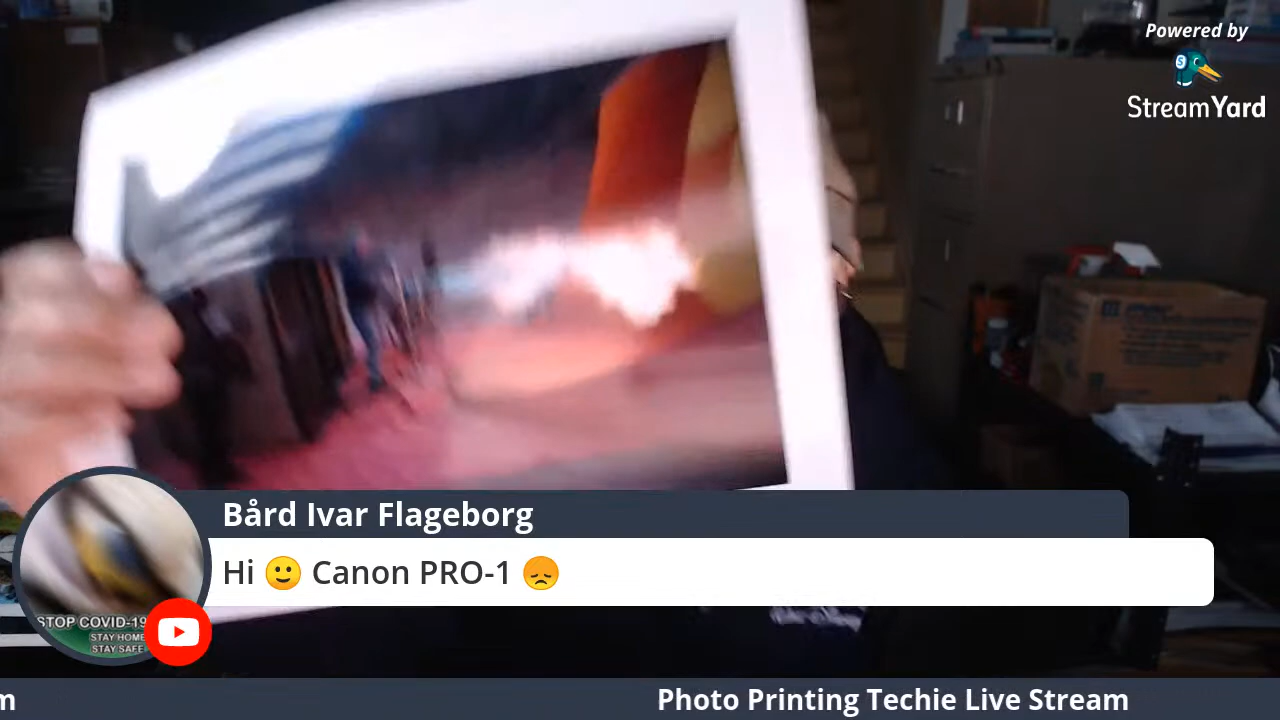 Powered by
StreamYard
Bård Ivar Flageborg
Hi 🙂 Canon PRO-1 😞
STOP COVID-19
STAY HOME
STAY SAFE
m
Photo Printing Techie Live Stream